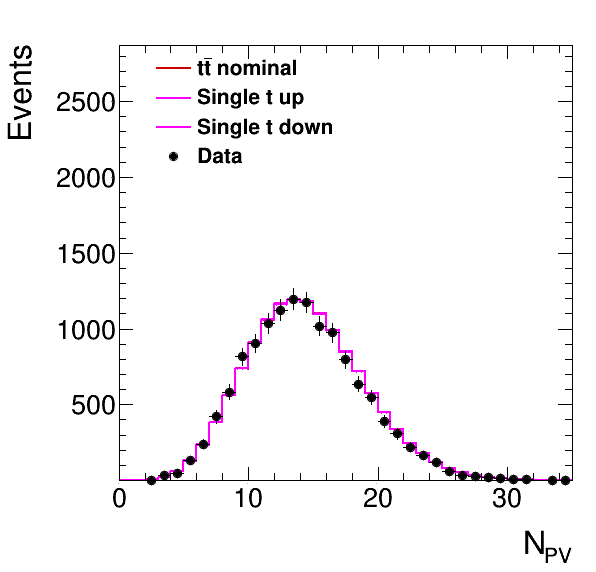 Events
tt̄ nominal
Single t up
Single t down
Data
2500
2000
1500
1000
500
0 10 20 30
N_PV